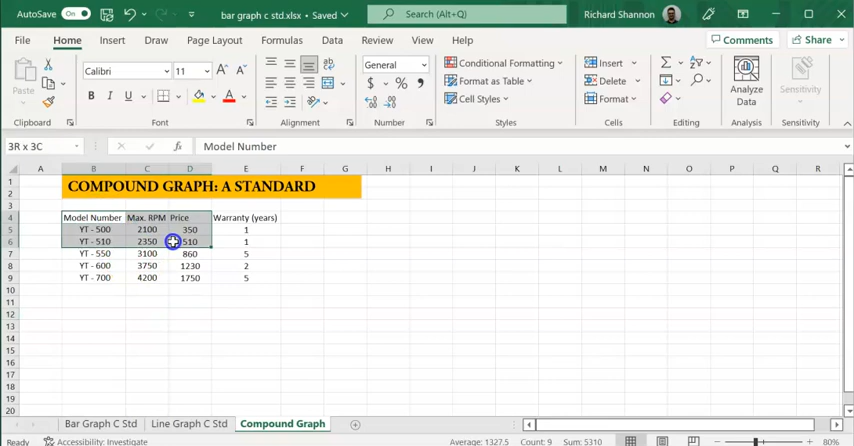 AutoSave On bar graph c std.xlsx • Saved Search (Alt+Q) Richard Shannon
File Home Insert Draw Page Layout Formulas Data Review View Help Comments Share
Paste Calibri 11 A A General Conditional Formatting Insert Analyze Data Sensitivity
B I U A $ % , Format as Table Delete
Cell Styles Format
Clipboard Font Alignment Number Styles Cells Editing Analysis Sensitivity
3R x 3C fx Model Number
A B C D E F G H I J K L M N O P Q R
1 COMPOUND GRAPH: A STANDARD
2
3
4 Model Number Max. RPM Price Warranty (years)
5 YT - 500 2100 350 1
6 YT - 510 2350 510 1
7 YT - 550 3100 860 5
8 YT - 600 3750 1230 2
9 YT - 700 4200 1750 5
10
11
12
13
14
15
16
17
18
19
20
Bar Graph C Std Line Graph C Std Compound Graph
Ready Accessibility: Investigate Average: 1327.5 Count: 9 Sum: 5310 80%